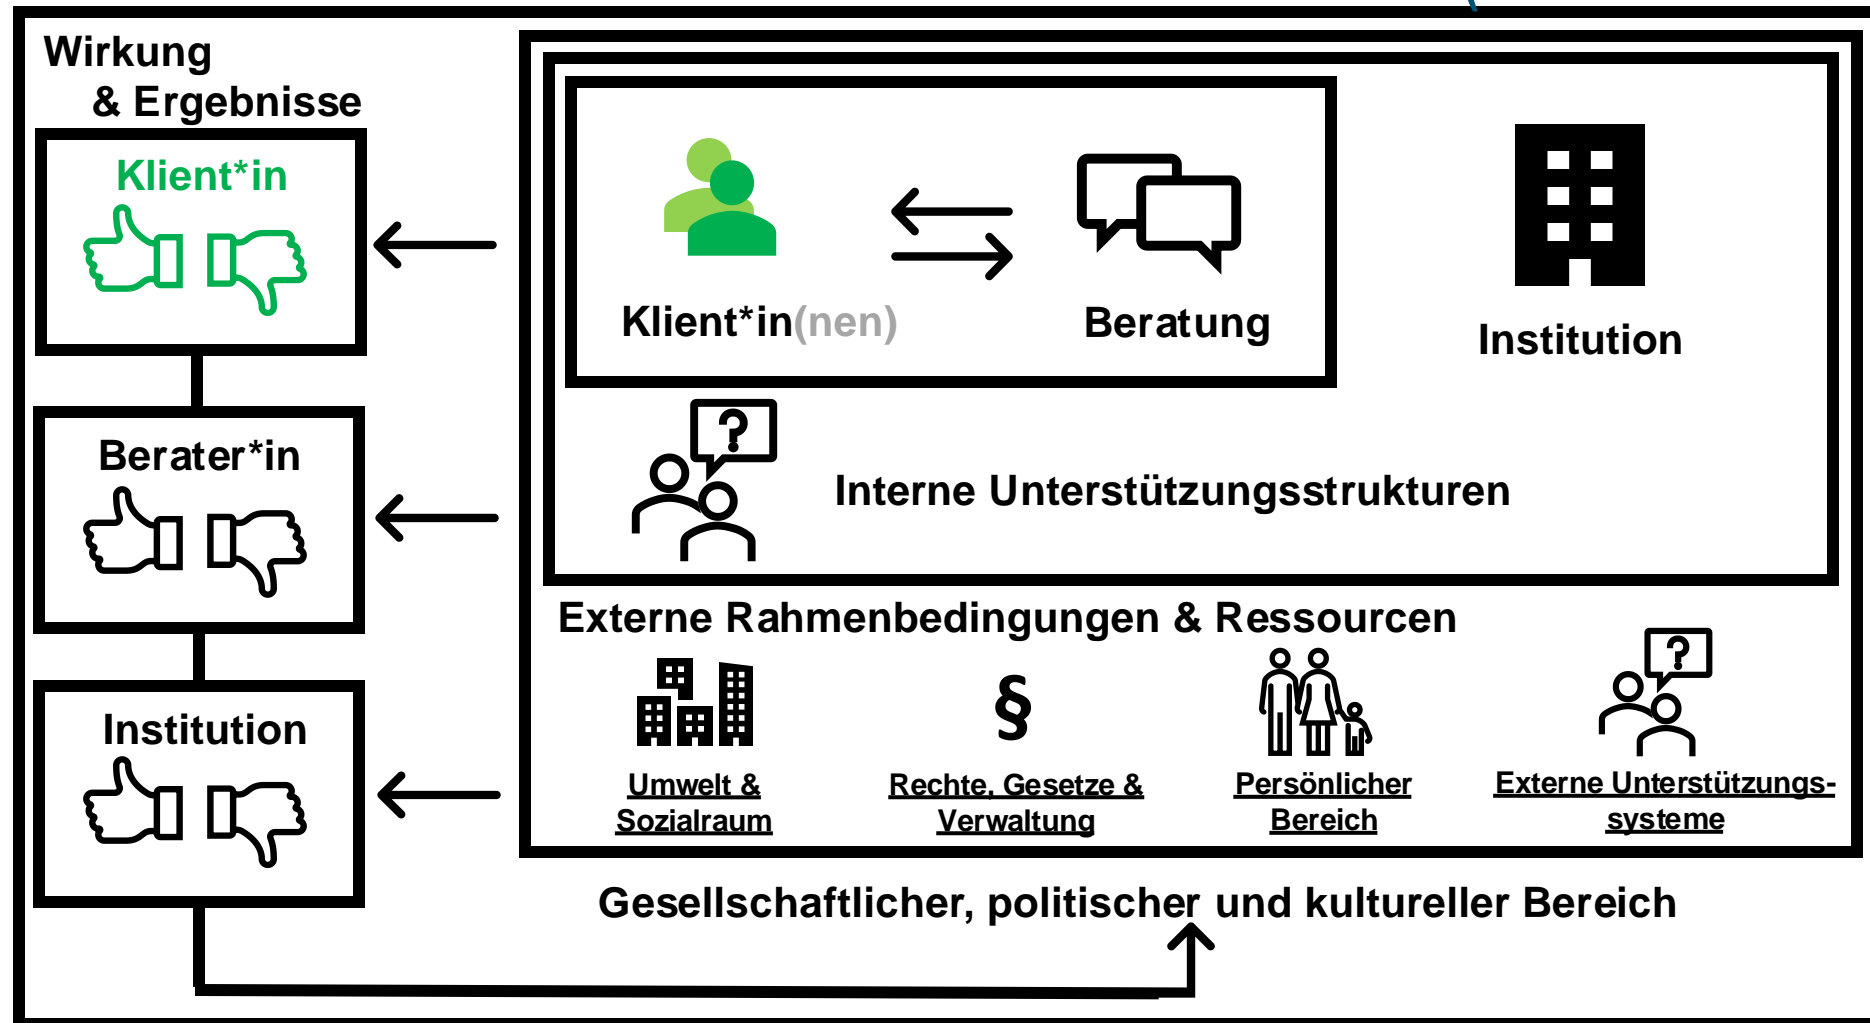 Wirkung
& Ergebnisse
Klient*in
Berater*in
Institution
Klient*in(nen)
Beratung
Institution
?
Interne Unterstützungsstrukturen
Externe Rahmenbedingungen & Ressourcen
§
?
Umwelt &
Sozialraum
Rechte, Gesetze &
Verwaltung
Persönlicher
Bereich
Externe Unterstützungs-
systeme
Gesellschaftlicher, politischer und kultureller Bereich